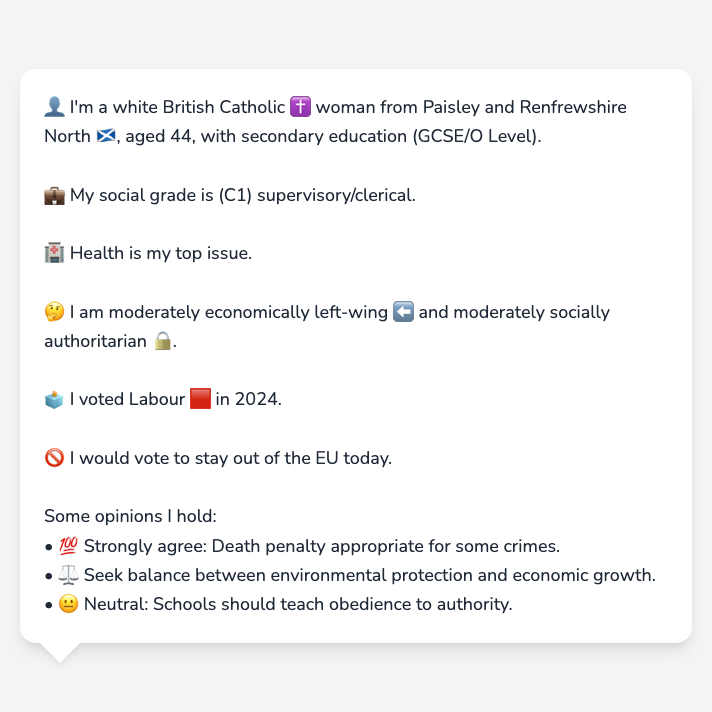 👤 I'm a white British Catholic ✝️ woman from Paisley and Renfrewshire
North 🏴󠁧󠁢󠁳󠁣󠁴󠁿, aged 44, with secondary education (GCSE/O Level).
💼 My social grade is (C1) supervisory/clerical.
🏥 Health is my top issue.
🤔 I am moderately economically left-wing ⬅️ and moderately socially
authoritarian 🔒.
🗳️ I voted Labour 🟥 in 2024.
🚫 I would vote to stay out of the EU today.
Some opinions I hold:
• 💯 Strongly agree: Death penalty appropriate for some crimes.
• ⚖️ Seek balance between environmental protection and economic growth.
• 😐 Neutral: Schools should teach obedience to authority.